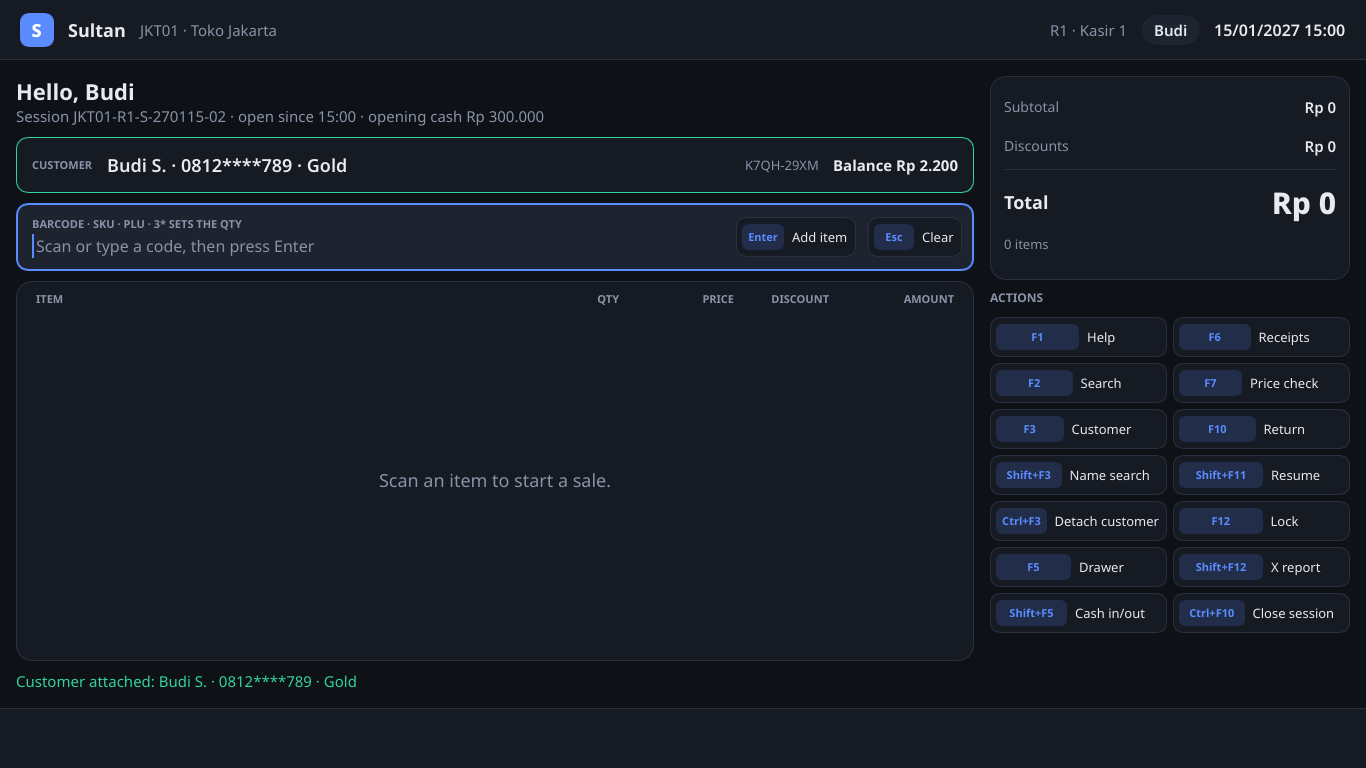 S Sultan JKT01 · Toko Jakarta R1 · Kasir 1 Budi 15/01/2027 15:00
Hello, Budi
Session JKT01-R1-S-270115-02 · open since 15:00 · opening cash Rp 300.000
CUSTOMER Budi S. · 0812****789 · Gold K7QH-29XM Balance Rp 2.200
BARCODE · SKU · PLU · 3* SETS THE QTY
Scan or type a code, then press Enter
Enter Add item Esc Clear
ITEM QTY PRICE DISCOUNT AMOUNT
Scan an item to start a sale.
Customer attached: Budi S. · 0812****789 · Gold
Subtotal Rp 0
Discounts Rp 0
Total Rp 0
0 items
ACTIONS
F1 Help F6 Receipts
F2 Search F7 Price check
F3 Customer F10 Return
Shift+F3 Name search Shift+F11 Resume
Ctrl+F3 Detach customer F12 Lock
F5 Drawer Shift+F12 X report
Shift+F5 Cash in/out Ctrl+F10 Close session